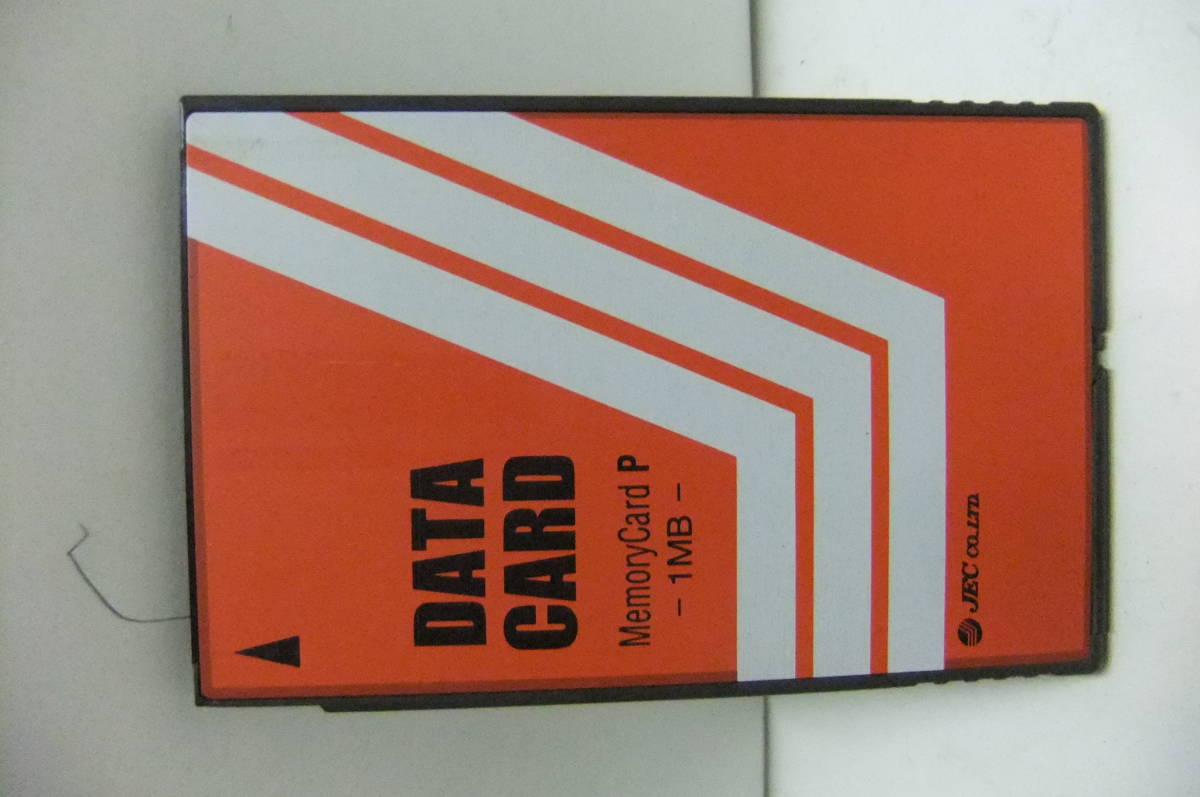 DATA
CARD
MemoryCard P
- 1MB -
JEC CO.,LTD.